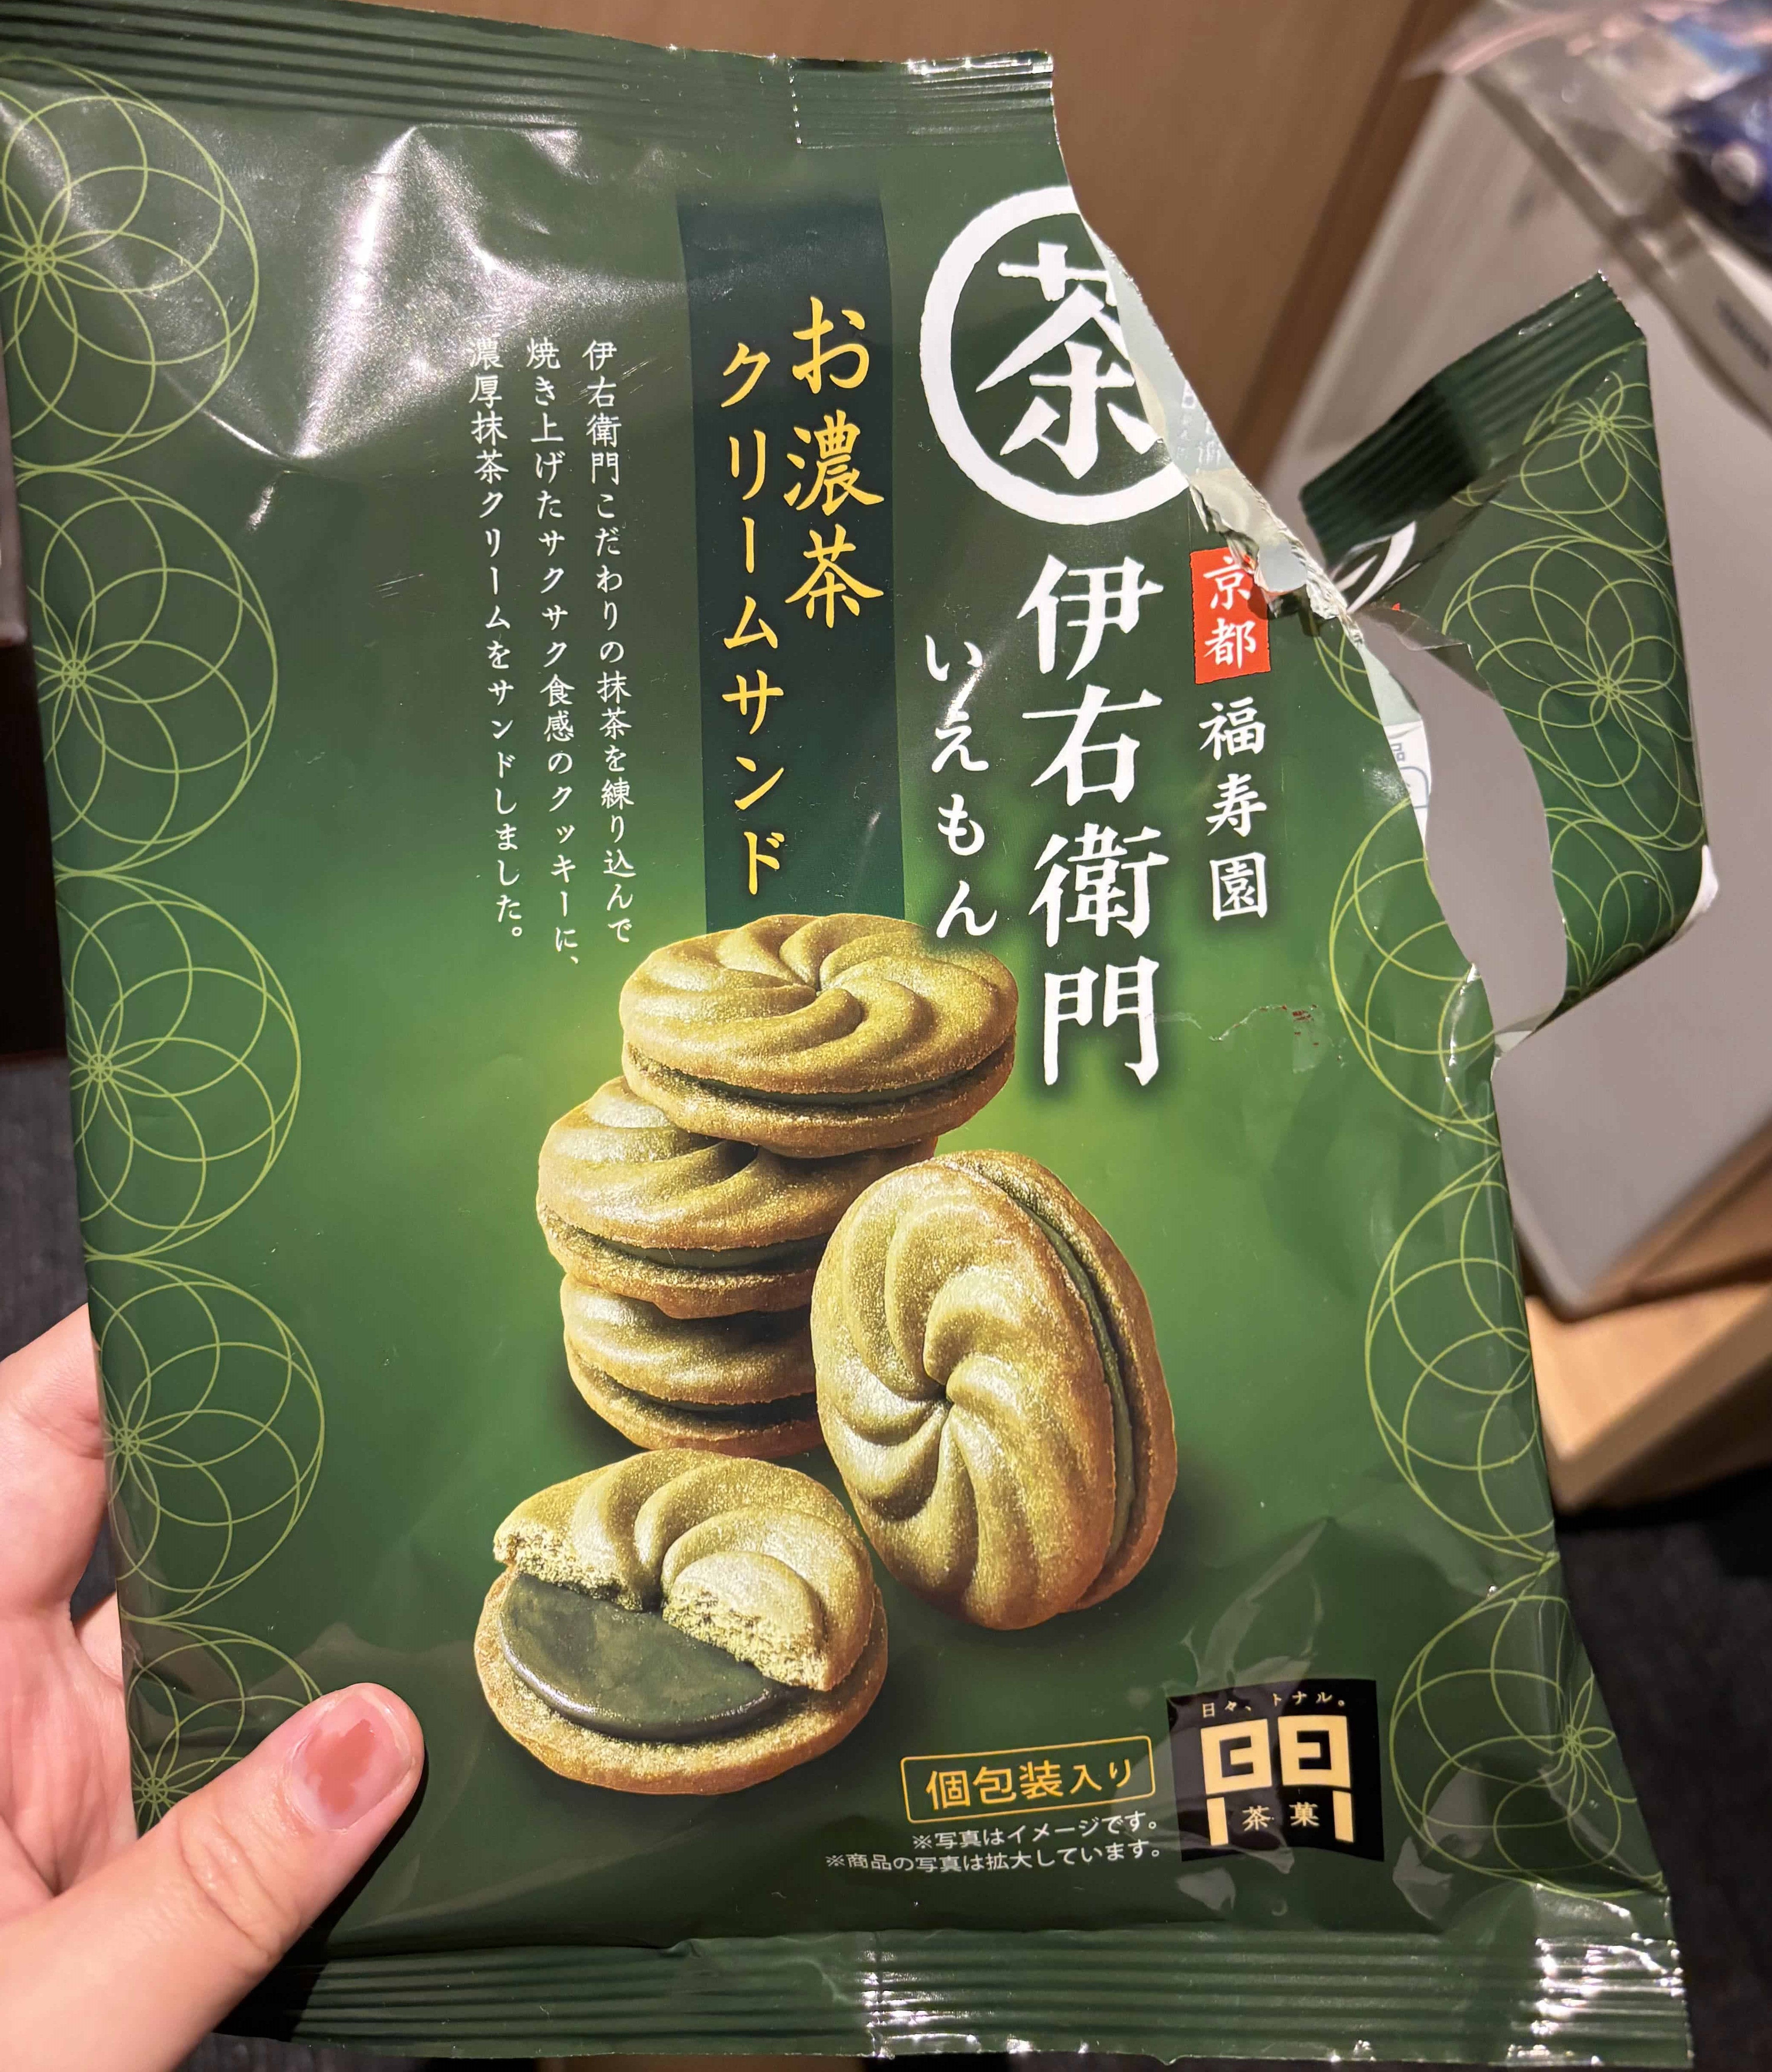 茶
京都
福寿園
伊右衛門
いえもん
お濃茶
クリームサンド
伊右衛門こだわりの抹茶を練り込んで
焼き上げたサクサク食感のクッキーに、
濃厚抹茶クリームをサンドしました。
個包装入り
※写真はイメージです。
※商品の写真は拡大しています。
日々、トナル。
茶菓